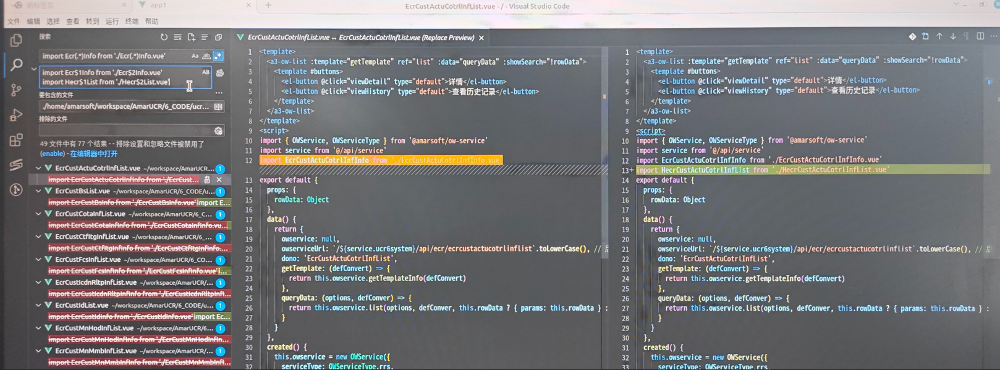 新标签页
app1
EcrCustActuCotrlInfList.vue - / - Visual Studio Code
文件 编辑 选择 查看 转到 运行 终端 帮助
搜索
import Ecr(.*)Info from './Ecr(.*)Info.vue'
Aa ab .*
import Ecr$1Info from './Ecr$2Info.vue'
import Hecr$1List from './Hecr$2List.vue'
AB
要包含的文件
./home/amarsoft/workspace/AmarUCR/6_CODE/ucr...
排除的文件
49 文件中有 77 个结果 - - 排除设置和忽略文件被禁用了
(enable) - 在编辑器中打开
EcrCustActuCotrlInfList.vue ~/workspace/AmarUCR... 1
import EcrCustActuCotrlInfInfo from './EcrCust...
EcrCustBsList.vue ~/workspace/AmarUCR/6_CODE/u... 1
import EcrCustBsInfo from './EcrCustBsInfo.vue'import E...
EcrCustCotaInfList.vue ~/workspace/AmarUCR/6_C... 1
import EcrCustCotaInfInfo from './EcrCustCotaInfInfo.vu...
EcrCustCtfItgInfList.vue ~/workspace/AmarUCR/6_... 1
import EcrCustCtfItgInfInfo from './EcrCustCtfItgInfInfo...
EcrCustFcsInfList.vue ~/workspace/AmarUCR/6_CO... 1
import EcrCustFcsInfInfo from './EcrCustFcsInfInfo.vue'i...
EcrCustIcdnRltpInfList.vue ~/workspace/AmarUCR/... 1
import EcrCustIcdnRltpInfInfo from './EcrCustIcdnRltpInfI...
EcrCustIdList.vue ~/workspace/AmarUCR/6_CODE/u... 1
import EcrCustIdInfo from './EcrCustIdInfo.vue'import Ec...
EcrCustMnHodInfList.vue ~/workspace/AmarUCR/... 1
import EcrCustMnHodInfInfo from './EcrCustMnHodInfIn...
EcrCustMnMmbInfList.vue ~/workspace/AmarUCR/... 1
import EcrCustMnMmbInfInfo from './EcrCustMnMmbInfI...
EcrCustActuCotrlInfList.vue ↔ EcrCustActuCotrlInfList.vue (Replace Preview)
1 <template>
2 <a3-ow-list :template="getTemplate" ref="list" :data="queryData" :showSearch="!rowData">
3 <template #buttons>
4 <el-button @click="viewDetail" type="default">详情</el-button>
5 <el-button @click="viewHistory" type="default">查看历史记录</el-button>
6 </template>
7 </a3-ow-list>
8 </template>
9 <script>
10 import { OWService, OWServiceType } from '@amarsoft/ow-service'
11 import service from '@/api/service'
12 import EcrCustActuCotrlInfInfo from './EcrCustActuCotrlInfInfo.vue
13 export default {
14 props: {
15 rowData: Object
16 },
17 data() {
18 return {
19 owservice: null,
20 owserviceUrl: `/${service.ucr6system}/api/ecr/ecrcustactucotrlinflist`.toLowerCase(), // 后
21 dono: 'EcrCustActuCotrlInfList',
22 getTemplate: (defConvert) => {
23 return this.owservice.getTemplateInfo(defConvert)
24 },
25 queryData: (options, defConver) => {
26 return this.owservice.list(options, defConver, this.rowData ? { params: this.rowData } :
27 }
28 }
29 },
30 created() {
31 this.owservice = new OWService({
32 serviceType: OWServiceType.rrs,
1 <template>
2 <a3-ow-list :template="getTemplate" ref="list" :data="queryData" :showSearch="!rowData">
3 <template #buttons>
4 <el-button @click="viewDetail" type="default">详情</el-button>
5 <el-button @click="viewHistory" type="default">查看历史记录</el-button>
6 </template>
7 </a3-ow-list>
8 </template>
9 <script>
10 import { OWService, OWServiceType } from '@amarsoft/ow-service'
11 import service from '@/api/service'
12 import EcrCustActuCotrlInfInfo from './EcrCustActuCotrlInfInfo.vue'
13+ import HecrCustActuCotrlInfList from './HecrCustActuCotrlInfList.vue'
14 export default {
15 props: {
16 rowData: Object
17 },
18 data() {
19 return {
20 owservice: null,
21 owserviceUrl: `/${service.ucr6system}/api/ecr/ecrcustactucotrlinflist`.toLowerCase(), // 后
22 dono: 'EcrCustActuCotrlInfList',
23 getTemplate: (defConvert) => {
24 return this.owservice.getTemplateInfo(defConvert)
25 },
26 queryData: (options, defConver) => {
27 return this.owservice.list(options, defConver, this.rowData ? { params: this.rowData } :
28 }
29 }
30 },
31 created() {
32 this.owservice = new OWService({
33 serviceType: OWServiceType.rrs,